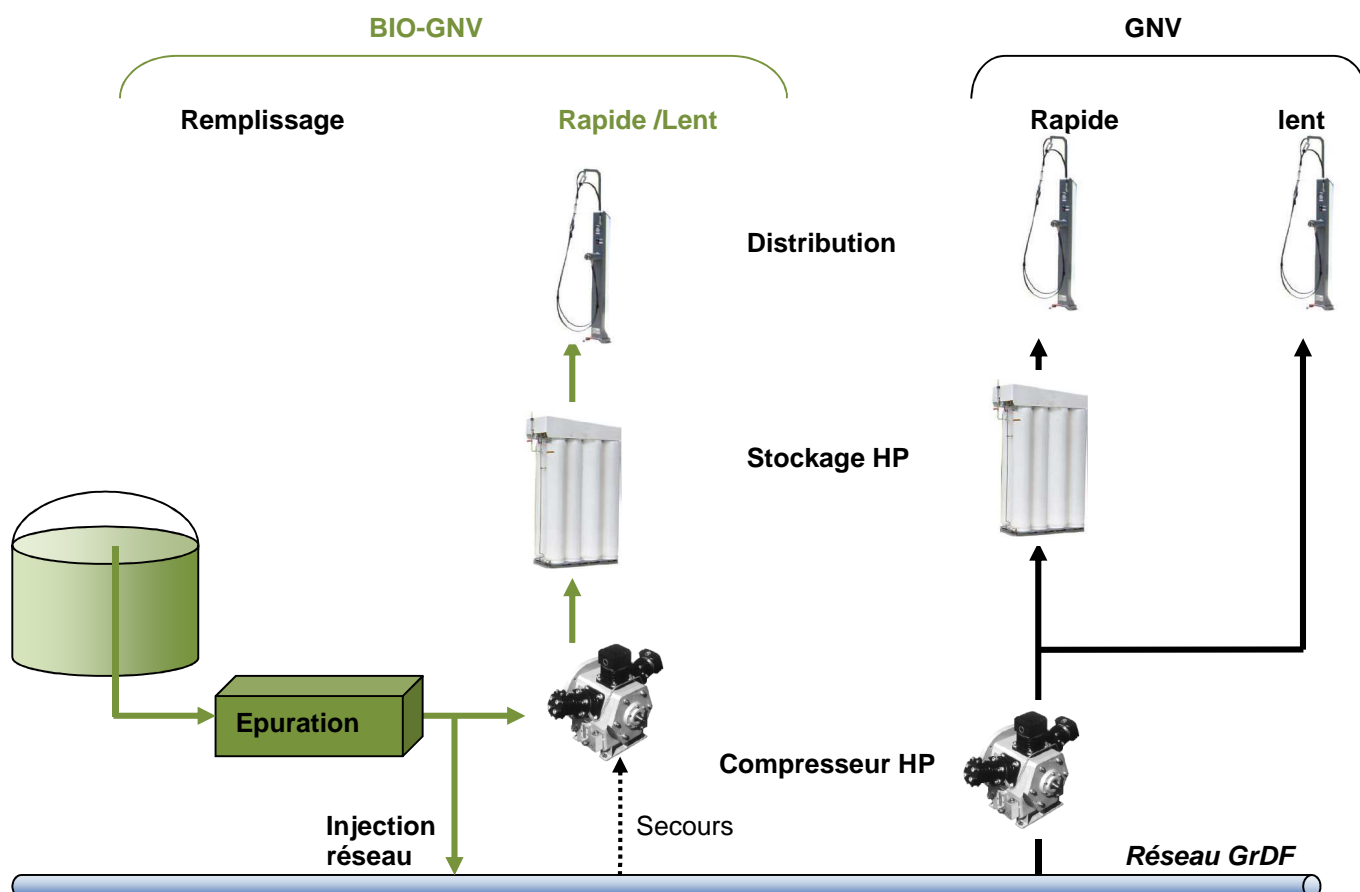 BIO-GNV
GNV
Remplissage
Rapide /Lent
Rapide
lent
Distribution
Stockage HP
Epuration
Compresseur HP
Injection
réseau
Secours
Réseau GrDF